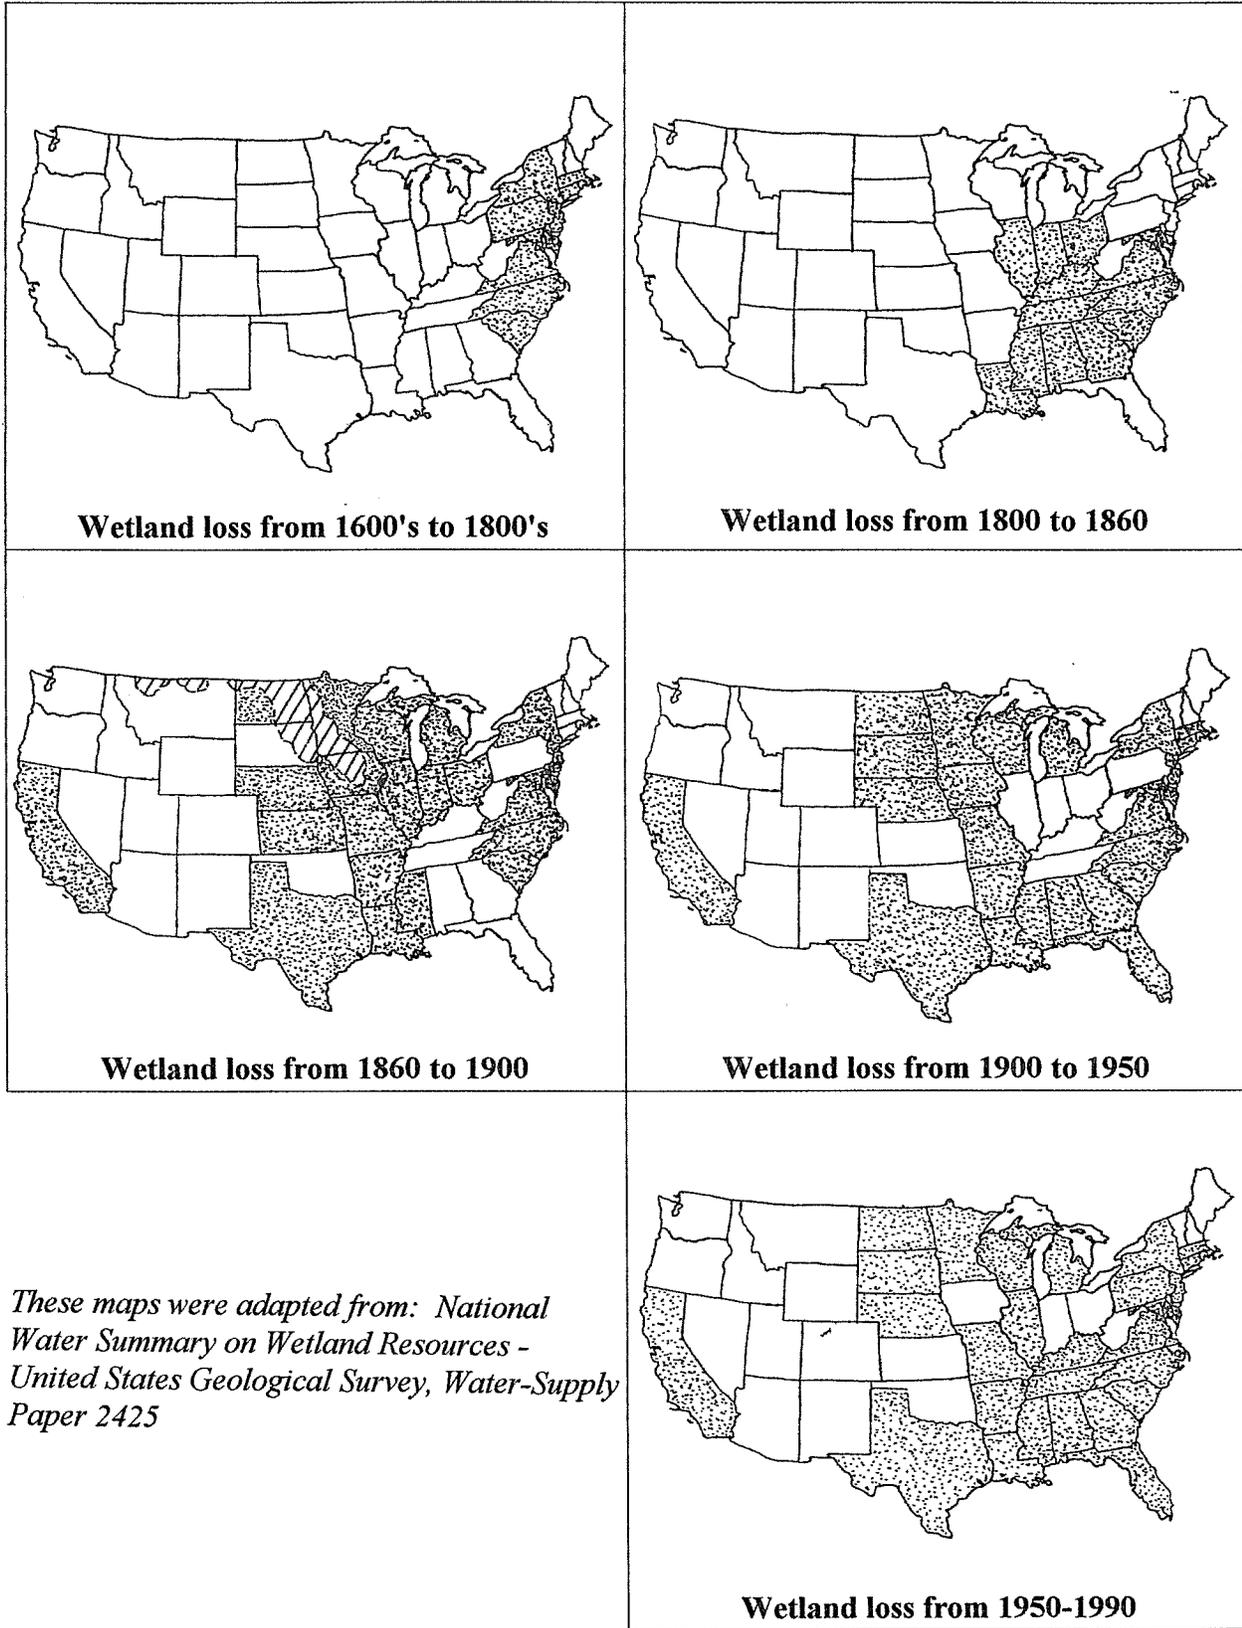 Wetland loss from 1600's to 1800's
Wetland loss from 1800 to 1860
Wetland loss from 1860 to 1900
Wetland loss from 1900 to 1950
These maps were adapted from: National
Water Summary on Wetland Resources -
United States Geological Survey, Water-Supply
Paper 2425
Wetland loss from 1950-1990